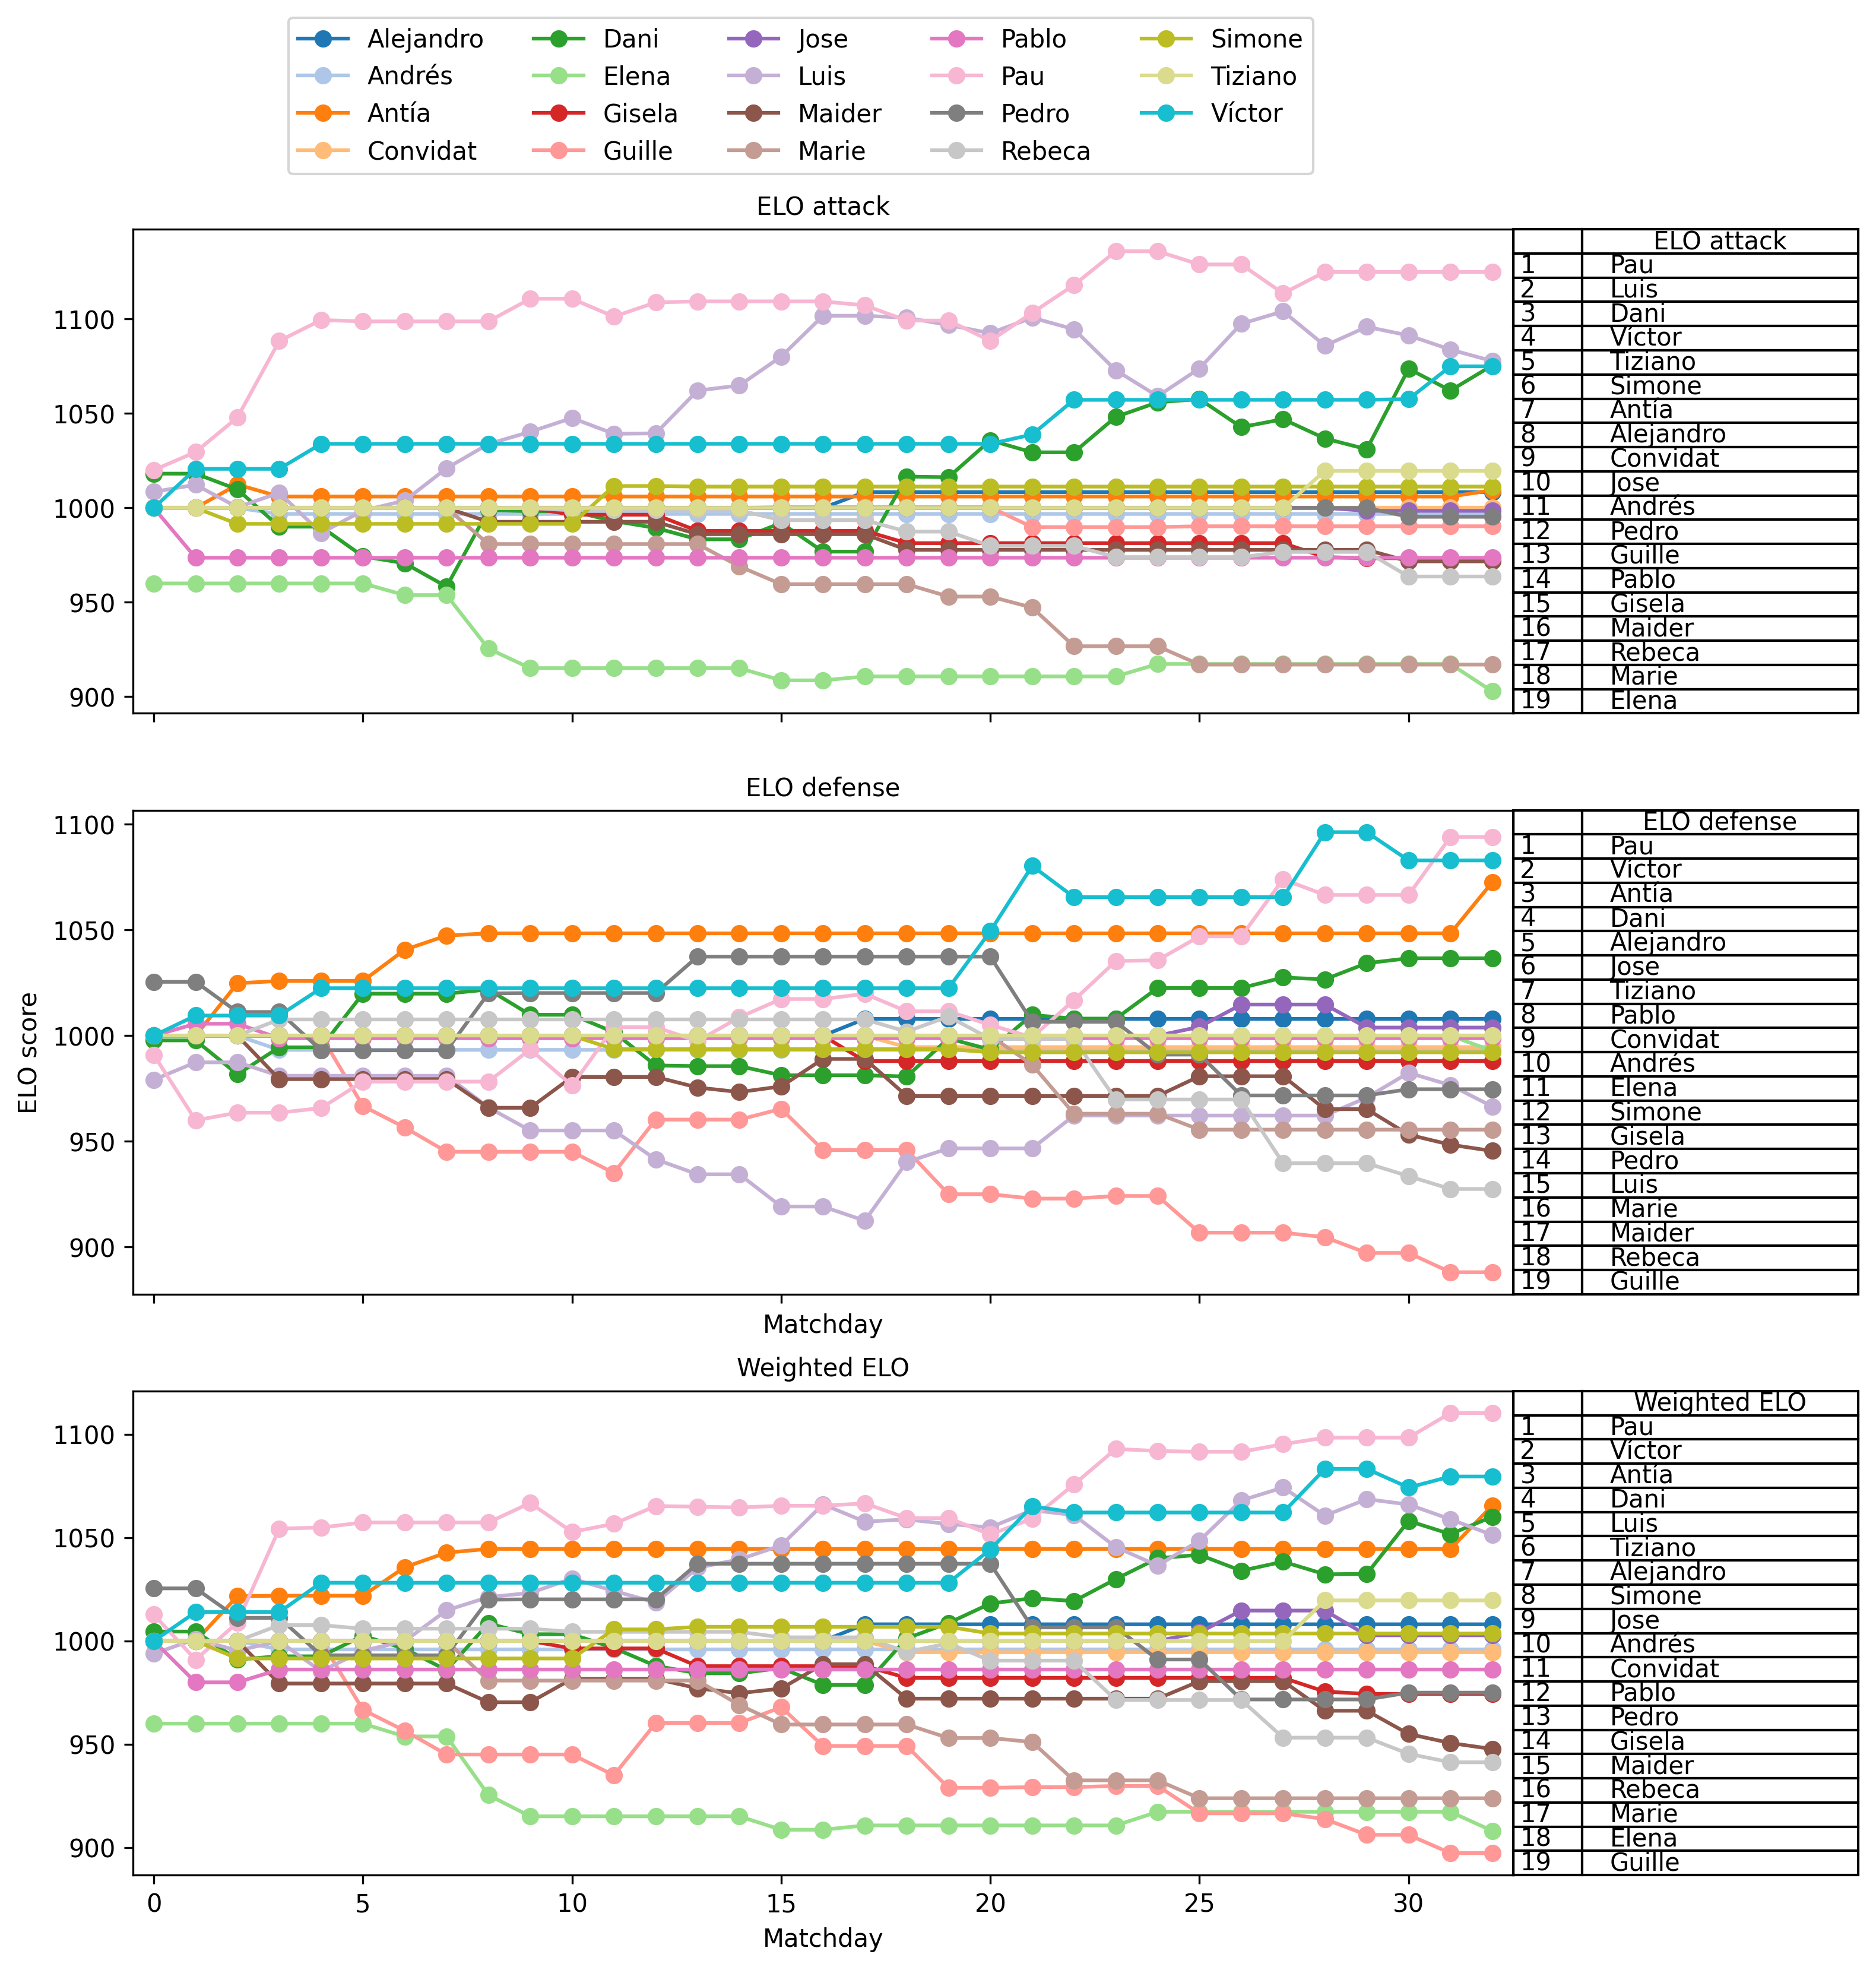 Alejandro Dani Jose Pablo Simone
Andrés Elena Luis Pau Tiziano
Antía Gisela Maider Pedro Víctor
Convidat Guille Marie Rebeca
ELO attack
1100
1050
1000
950
900
ELO attack
1 Pau
2 Luis
3 Dani
4 Víctor
5 Tiziano
6 Simone
7 Antía
8 Alejandro
9 Convidat
10 Jose
11 Andrés
12 Pedro
13 Guille
14 Pablo
15 Gisela
16 Maider
17 Rebeca
18 Marie
19 Elena
ELO defense
ELO score
1100
1050
1000
950
900
Matchday
ELO defense
1 Pau
2 Víctor
3 Antía
4 Dani
5 Alejandro
6 Jose
7 Tiziano
8 Pablo
9 Convidat
10 Andrés
11 Elena
12 Simone
13 Gisela
14 Pedro
15 Luis
16 Marie
17 Maider
18 Rebeca
19 Guille
Weighted ELO
1100
1050
1000
950
900
0 5 10 15 20 25 30
Matchday
Weighted ELO
1 Pau
2 Víctor
3 Antía
4 Dani
5 Luis
6 Tiziano
7 Alejandro
8 Simone
9 Jose
10 Andrés
11 Convidat
12 Pablo
13 Pedro
14 Gisela
15 Maider
16 Rebeca
17 Marie
18 Elena
19 Guille